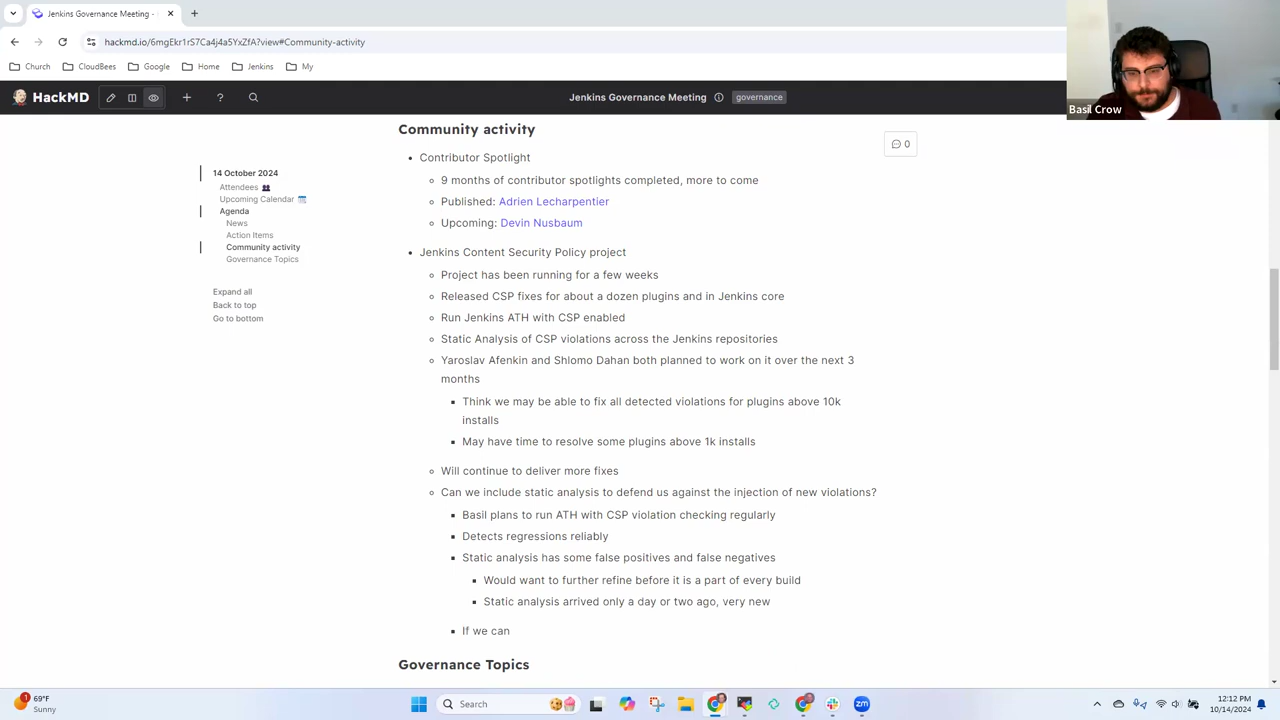 Jenkins Governance Meeting -
hackmd.io/6mgEkr1rS7Ca4j4a5YxZfA?view#Community-activity
Church
CloudBees
Google
Home
Jenkins
My
HackMD
Jenkins Governance Meeting
governance
Basil Crow
14 October 2024
Attendees
Upcoming Calendar
Agenda
News
Action Items
Community activity
Governance Topics
Expand all
Back to top
Go to bottom
Community activity
0
Contributor Spotlight
9 months of contributor spotlights completed, more to come
Published: Adrien Lecharpentier
Upcoming: Devin Nusbaum
Jenkins Content Security Policy project
Project has been running for a few weeks
Released CSP fixes for about a dozen plugins and in Jenkins core
Run Jenkins ATH with CSP enabled
Static Analysis of CSP violations across the Jenkins repositories
Yaroslav Afenkin and Shlomo Dahan both planned to work on it over the next 3
months
Think we may be able to fix all detected violations for plugins above 10k
installs
May have time to resolve some plugins above 1k installs
Will continue to deliver more fixes
Can we include static analysis to defend us against the injection of new violations?
Basil plans to run ATH with CSP violation checking regularly
Detects regressions reliably
Static analysis has some false positives and false negatives
Would want to further refine before it is a part of every build
Static analysis arrived only a day or two ago, very new
If we can
Governance Topics
1
69°F
Sunny
Search
12:12 PM
10/14/2024